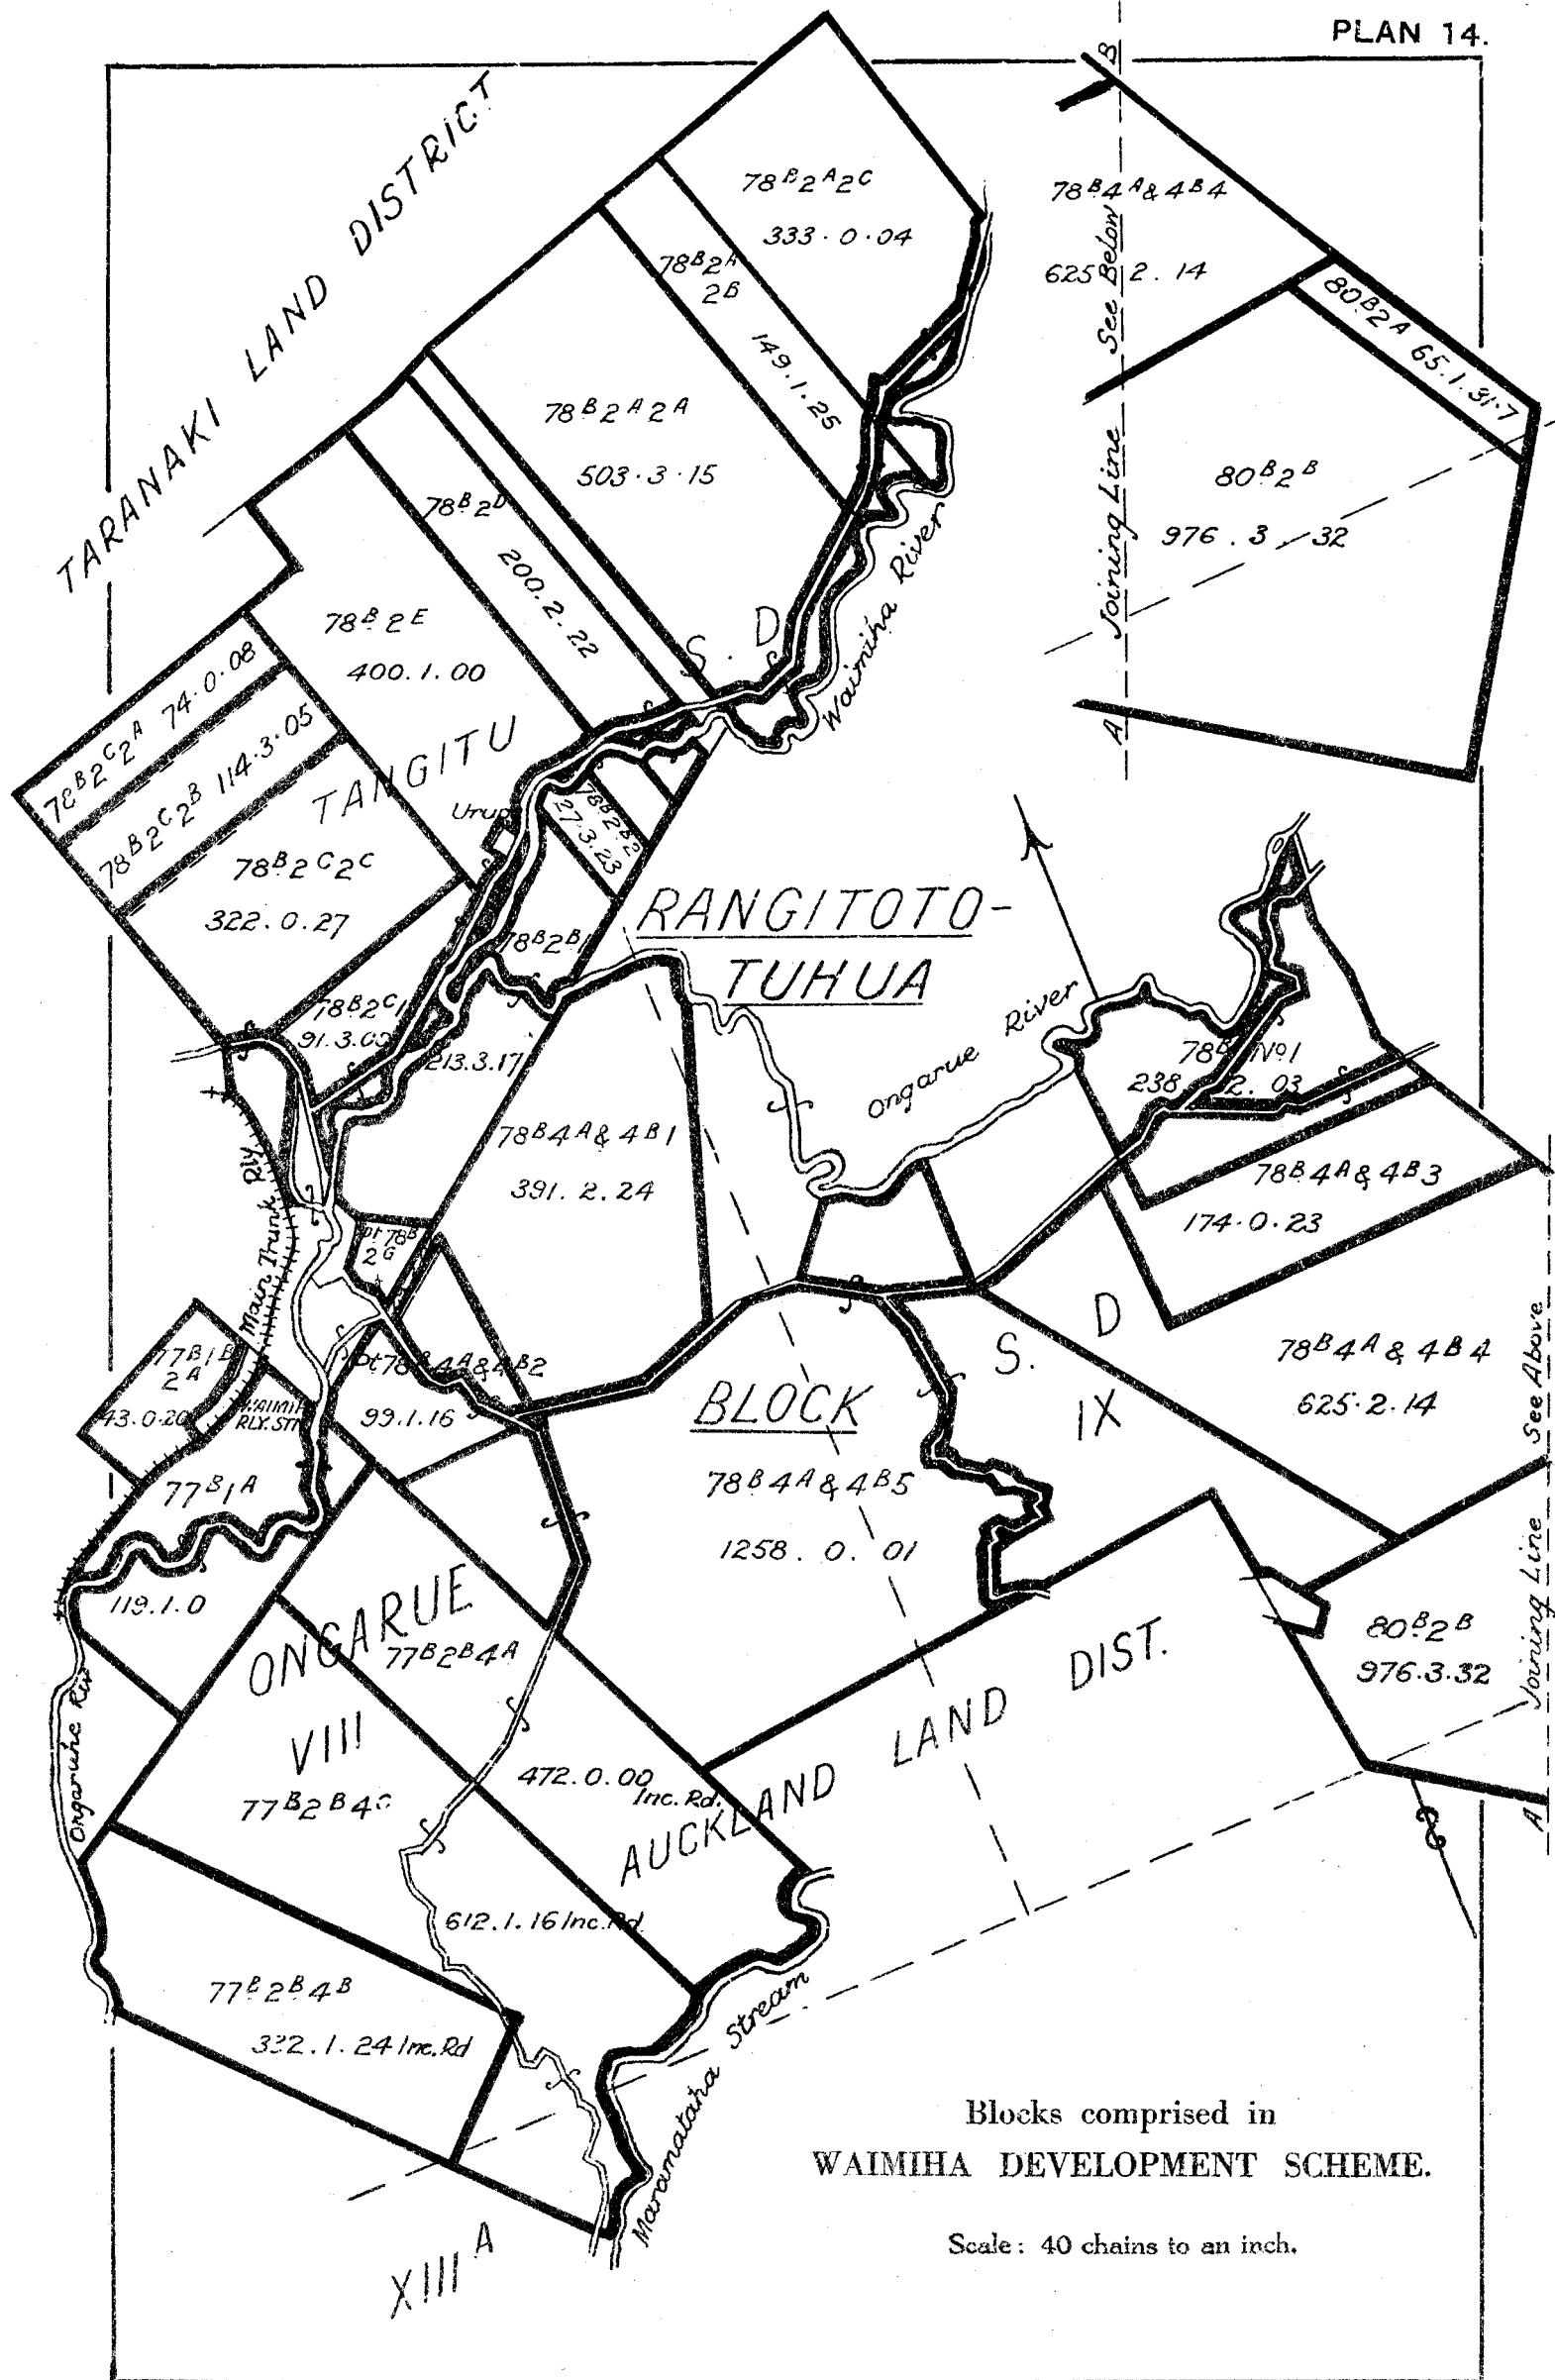 PLAN 14.
TARANAKI LAND DISTRICT
78B2A2C
333.0.04
78B2A
2B
149.1.25
78B2A2A
503.3.15
78B2D
200.2.22
78B2E
400.1.00
78B2C2A 74.0.08
78B2C2B 114.3.05
78B2C2C
322.0.27
TANGITU
S. D
Waimiha River
B
78B4A & 4B4
625 2.14
80B2A 65.1.31.7
80B2B
976.3.32
A Joining Line See Below
78B2B2
27.3.23
78B2B1
213.3.17
78B2C1
RANGITOTO-
TUHUA
BLOCK
Ongarue River
78B No1
238. 2. 03
78B4A & 4B3
174.0.23
78B4A & 4B1
391.2.24
pt 78B
2G
Main Trunk Rly
77B1B
2A
43.0.20
RLY. STN
pt 78B4A & 4B2
99.1.16
77B1A
119.1.0
S. D
IX
78B4A & 4B4
625.2.14
78B4A & 4B5
1258. 0. 01
80B2B
976.3.32
A Joining Line See Above
ONGARUE
VIII
77B2B4A
472.0.00
Inc. Rd.
77B2B4C
612.1.16 Inc. Rd
77B2B4B
332.1.24 Inc. Rd
AUCKLAND LAND DIST.
Maramataha Stream
XIII A
Blocks comprised in
WAIMIHA DEVELOPMENT SCHEME.
Scale: 40 chains to an inch.